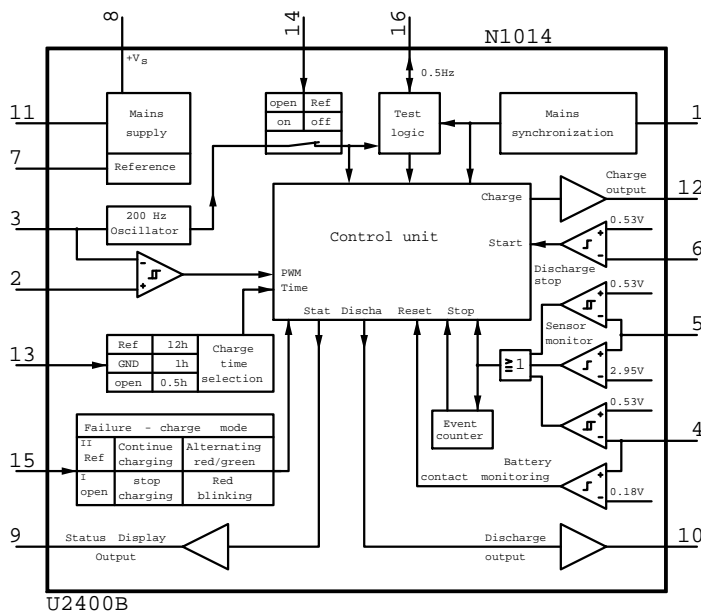 8
14
16
N1014
+Vs
0.5Hz
11
Mains
supply
open Ref
on off
Test
logic
Mains
synchronization
1
7
Reference
Charge
output
12
3
200 Hz
Oscillator
Control unit
Charge
Start
0.53V
6
2
PWM
Time
Discharge
stop
0.53V
Stat Discha Reset Stop
Sensor
monitor
5
13
Ref 12h
GND 1h
open 0.5h
Charge
time
selection
≥1
2.95V
0.53V
Failure - charge mode
Event
counter
4
15
II
Ref
Continue
charging
Alternating
red/green
I
open
stop
charging
Red
blinking
Battery
contact monitoring
0.18V
9
Status Display
Output
Discharge
output
10
U2400B